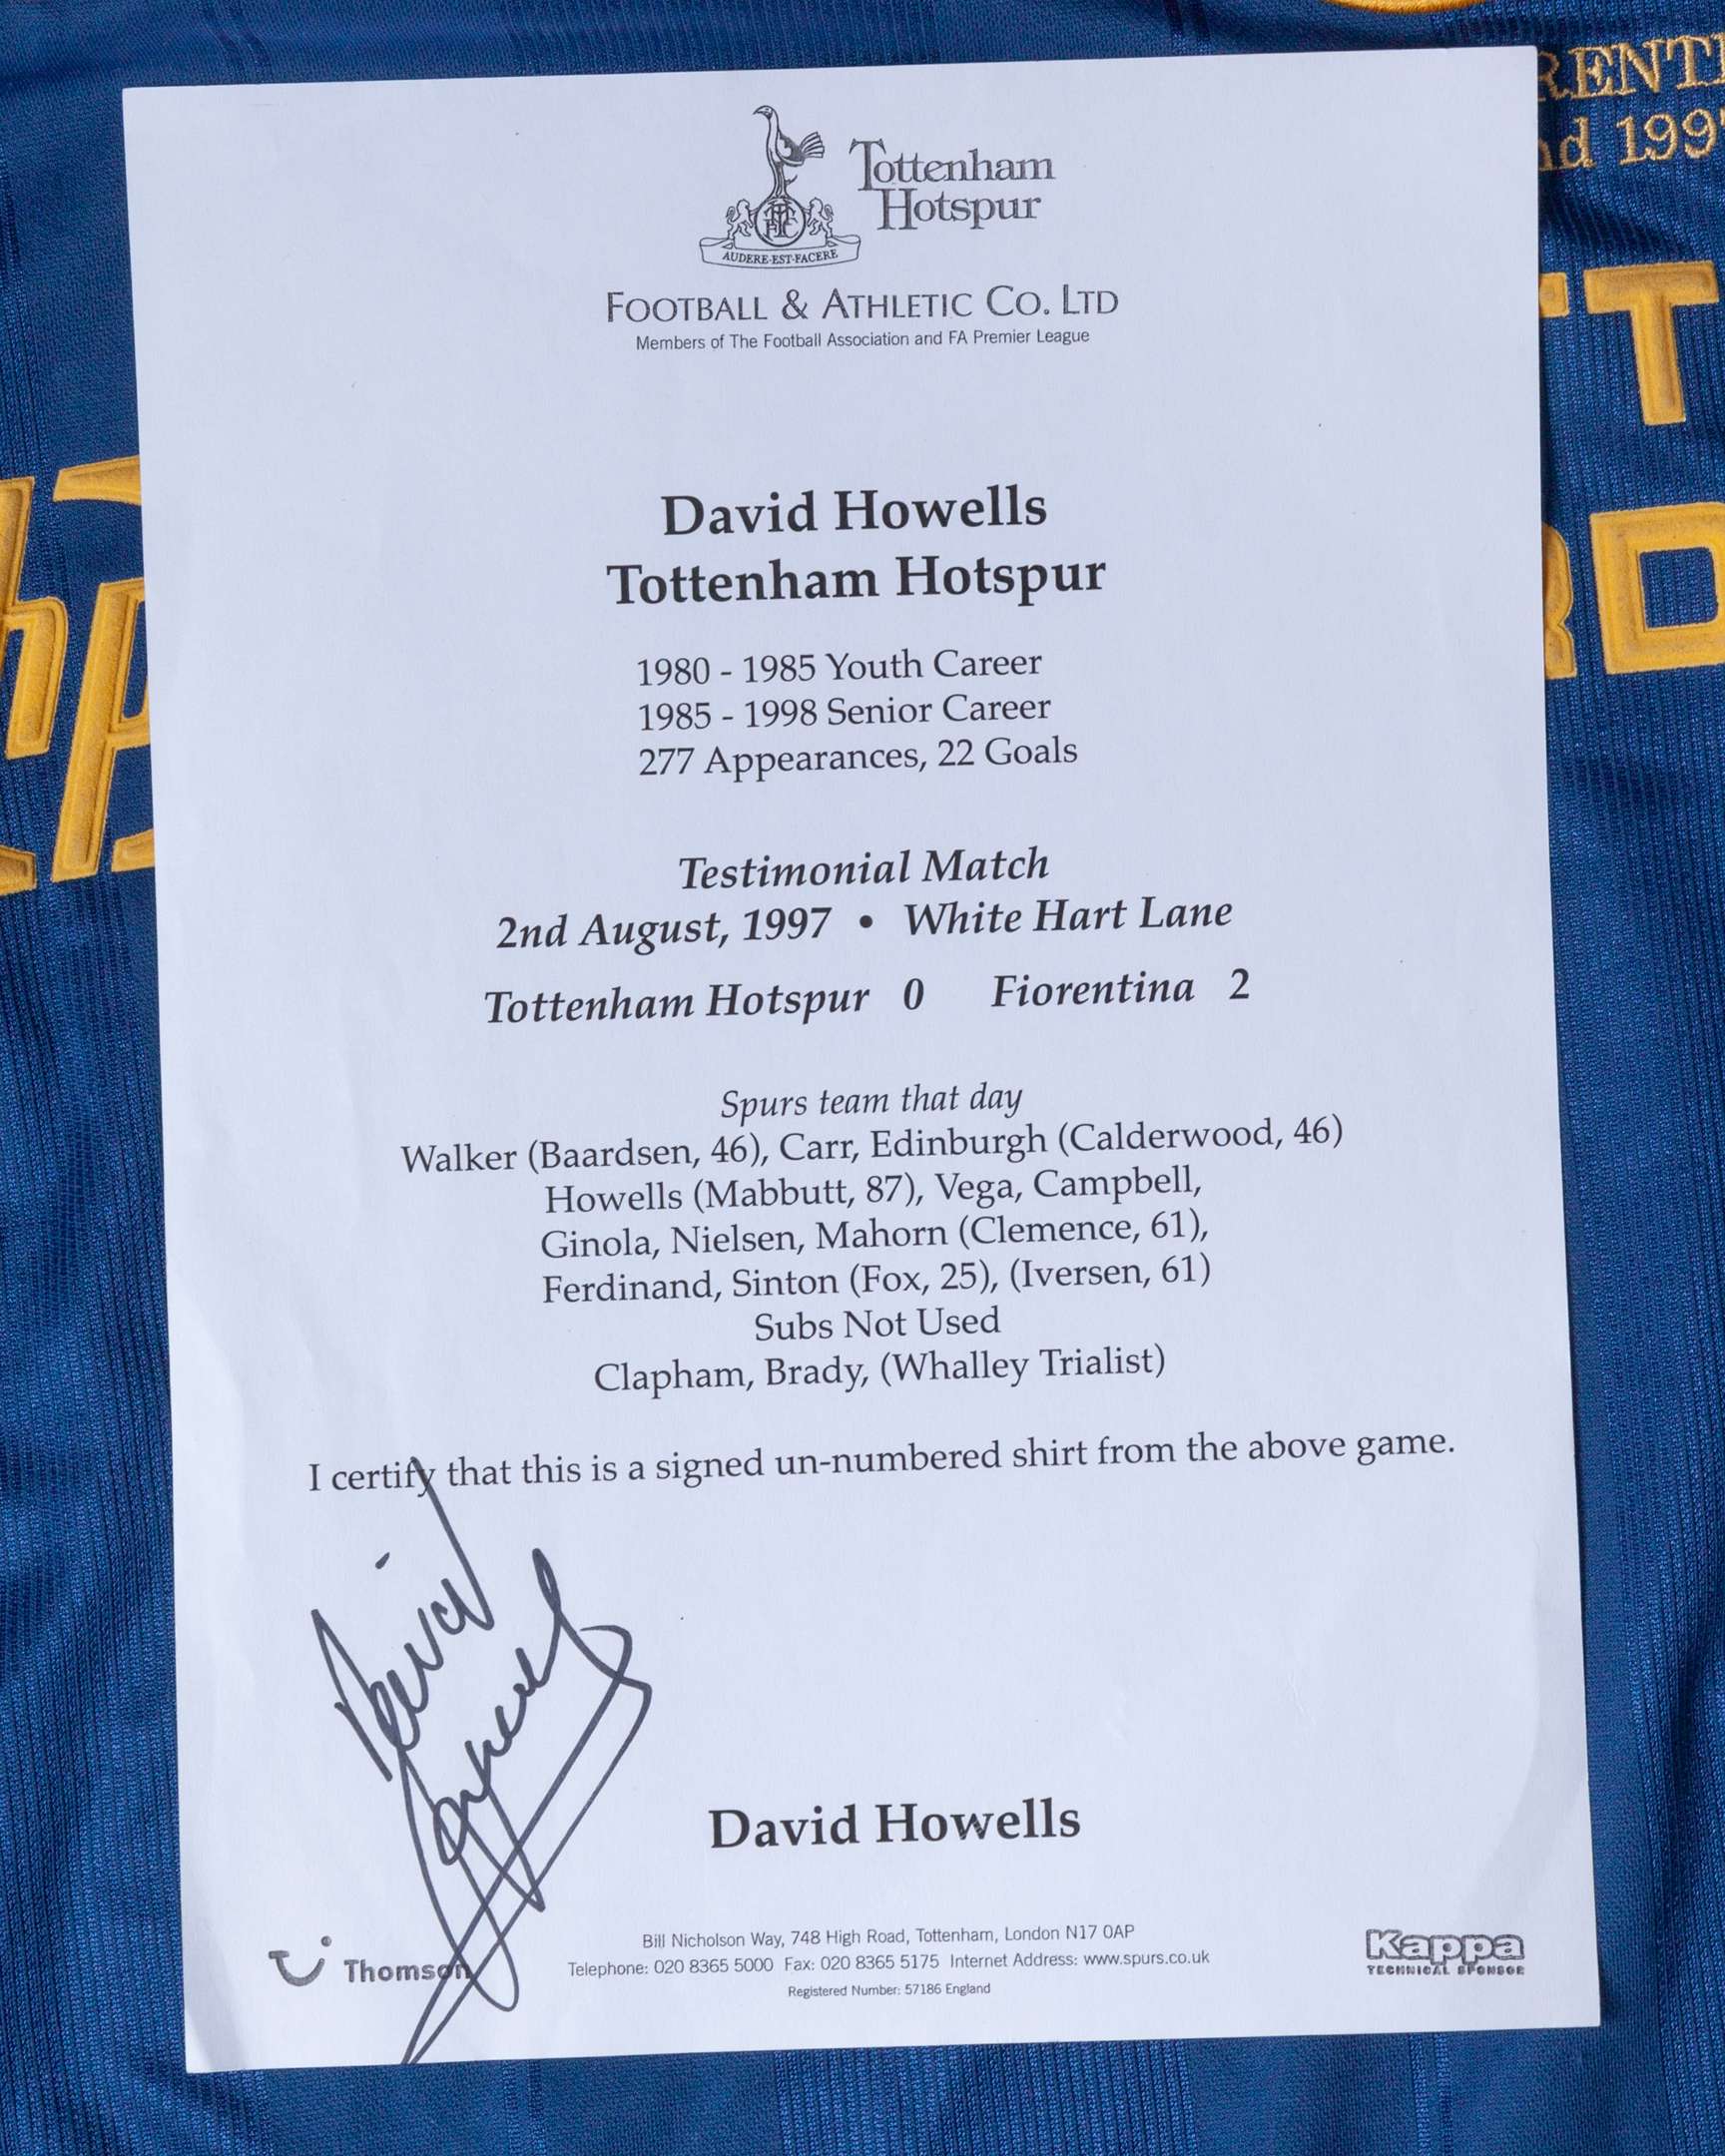 RENTI
nd 199
Tottenham
Hotspur
AUDERE·EST·FACERE
FOOTBALL & ATHLETIC CO. LTD
Members of The Football Association and FA Premier League
David Howells
Tottenham Hotspur
1980 - 1985 Youth Career
1985 - 1998 Senior Career
277 Appearances, 22 Goals
Testimonial Match
2nd August, 1997 • White Hart Lane
Tottenham Hotspur 0 Fiorentina 2
Spurs team that day
Walker (Baardsen, 46), Carr, Edinburgh (Calderwood, 46)
Howells (Mabbutt, 87), Vega, Campbell,
Ginola, Nielsen, Mahorn (Clemence, 61),
Ferdinand, Sinton (Fox, 25), (Iversen, 61)
Subs Not Used
Clapham, Brady, (Whalley Trialist)
I certify that this is a signed un-numbered shirt from the above game.
David Howells
David Howells
Thomson
Bill Nicholson Way, 748 High Road, Tottenham, London N17 0AP
Telephone: 020 8365 5000 Fax: 020 8365 5175 Internet Address: www.spurs.co.uk
Registered Number: 57186 England
Kappa
TECHNICAL SPONSOR